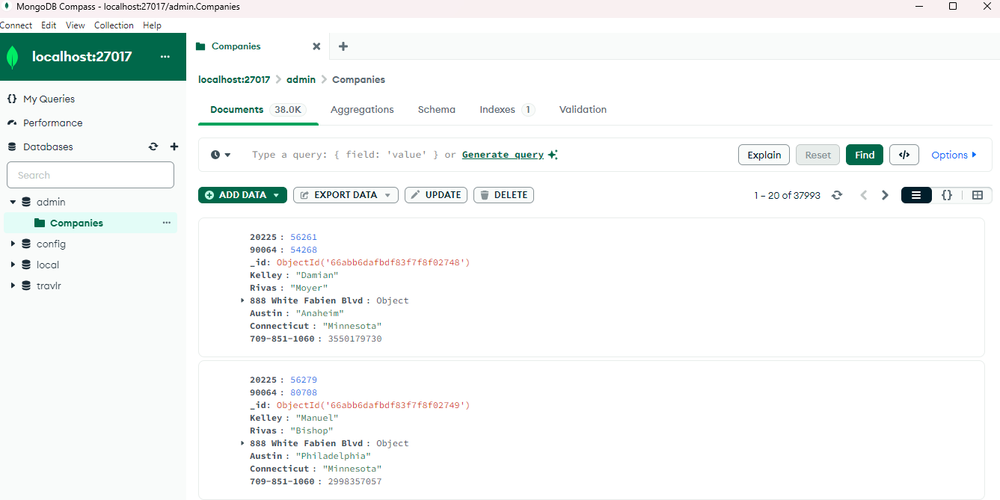 MongoDB Compass - localhost:27017/admin.Companies
Connect Edit View Collection Help
localhost:27017 ...
{} My Queries
Performance
Databases
Search
admin
Companies ...
config
local
travlr
Companies
localhost:27017 > admin > Companies
Documents 38.0K Aggregations Schema Indexes 1 Validation
Type a query: { field: 'value' } or Generate query
Explain Reset Find </> Options
ADD DATA EXPORT DATA UPDATE DELETE
1 – 20 of 37993 {}
20225 : 56261
90064 : 54268
_id: ObjectId('66abb6dafbdf83f7f8f02748')
Kelley : "Damian"
Rivas : "Moyer"
888 White Fabien Blvd : Object
Austin : "Anaheim"
Connecticut : "Minnesota"
709-851-1060 : 3550179730
20225 : 56279
90064 : 80708
_id: ObjectId('66abb6dafbdf83f7f8f02749')
Kelley : "Manuel"
Rivas : "Bishop"
888 White Fabien Blvd : Object
Austin : "Philadelphia"
Connecticut : "Minnesota"
709-851-1060 : 2998357057